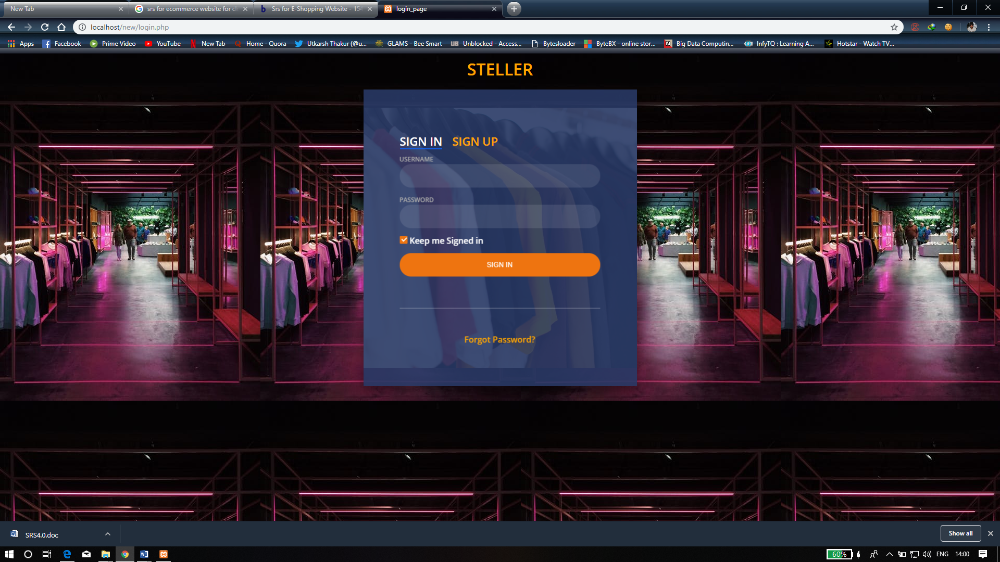 New Tab
srs for ecommerce website for cl
Srs for E-Shopping Website - 154
login_page
localhost/new/login.php
Apps
Facebook
Prime Video
YouTube
New Tab
Home - Quora
Utkarsh Thakur (@u...
GLAMS - Bee Smart
UB
Unblocked - Access...
Bytesloader
ByteBX - online stor...
Big Data Computin...
InfyTQ : Learning A...
Hotstar - Watch TV...
STELLER
SIGN IN SIGN UP
USERNAME
PASSWORD
Keep me Signed in
SIGN IN
Forgot Password?
SRS4.0.doc
Show all
60%
ENG
14:00